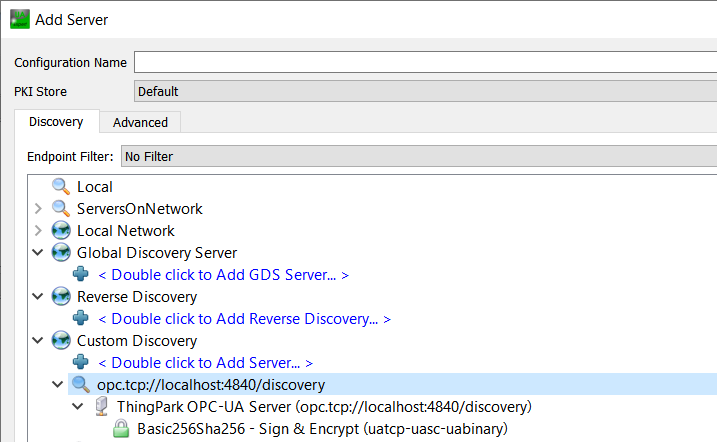 Add Server
Configuration Name
PKI Store Default
Discovery Advanced
Endpoint Filter: No Filter
Local
ServersOnNetwork
Local Network
Global Discovery Server
< Double click to Add GDS Server... >
Reverse Discovery
< Double click to Add Reverse Discovery... >
Custom Discovery
< Double click to Add Server... >
opc.tcp://localhost:4840/discovery
ThingPark OPC-UA Server (opc.tcp://localhost:4840/discovery)
Basic256Sha256 - Sign & Encrypt (uatcp-uasc-uabinary)